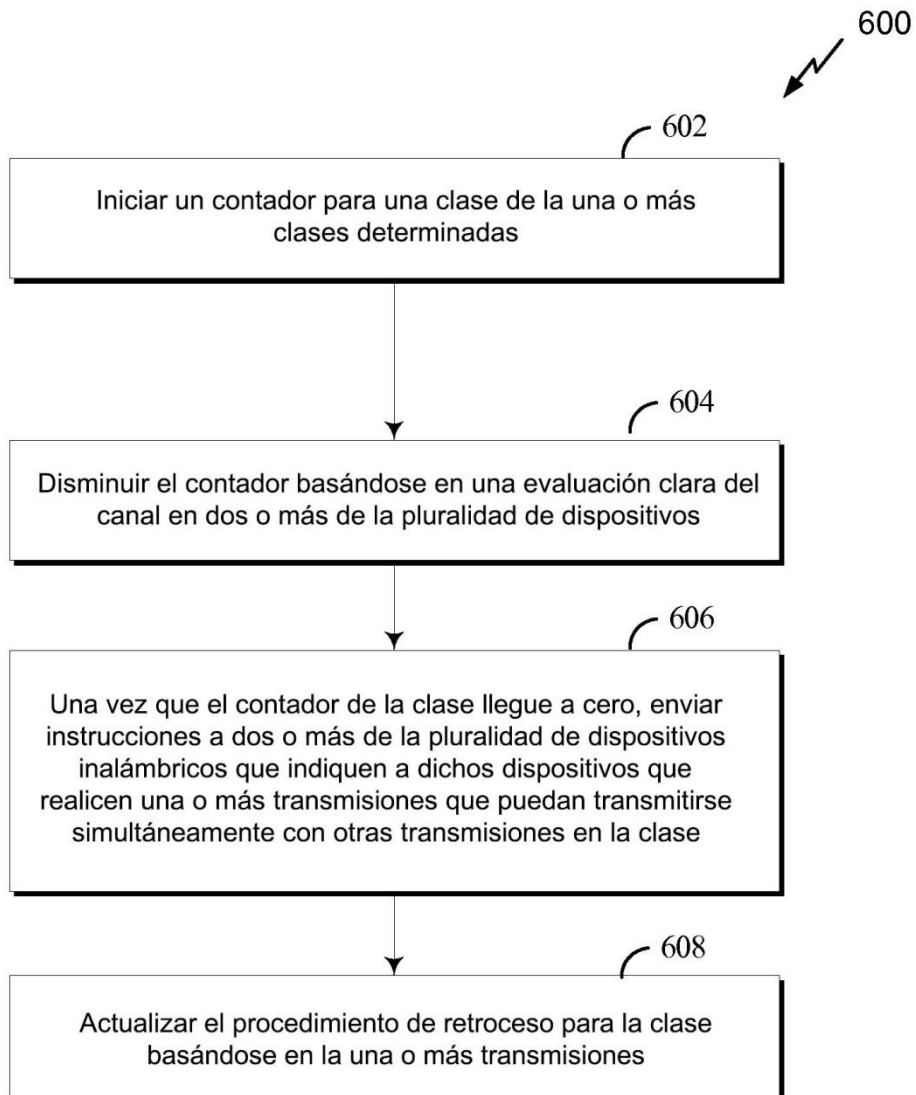 600
602
Iniciar un contador para una clase de la una o más
clases determinadas
604
Disminuir el contador basándose en una evaluación clara del
canal en dos o más de la pluralidad de dispositivos
606
Una vez que el contador de la clase llegue a cero, enviar
instrucciones a dos o más de la pluralidad de dispositivos
inalámbricos que indiquen a dichos dispositivos que
realicen una o más transmisiones que puedan transmitirse
simultáneamente con otras transmisiones en la clase
608
Actualizar el procedimiento de retroceso para la clase
basándose en la una o más transmisiones